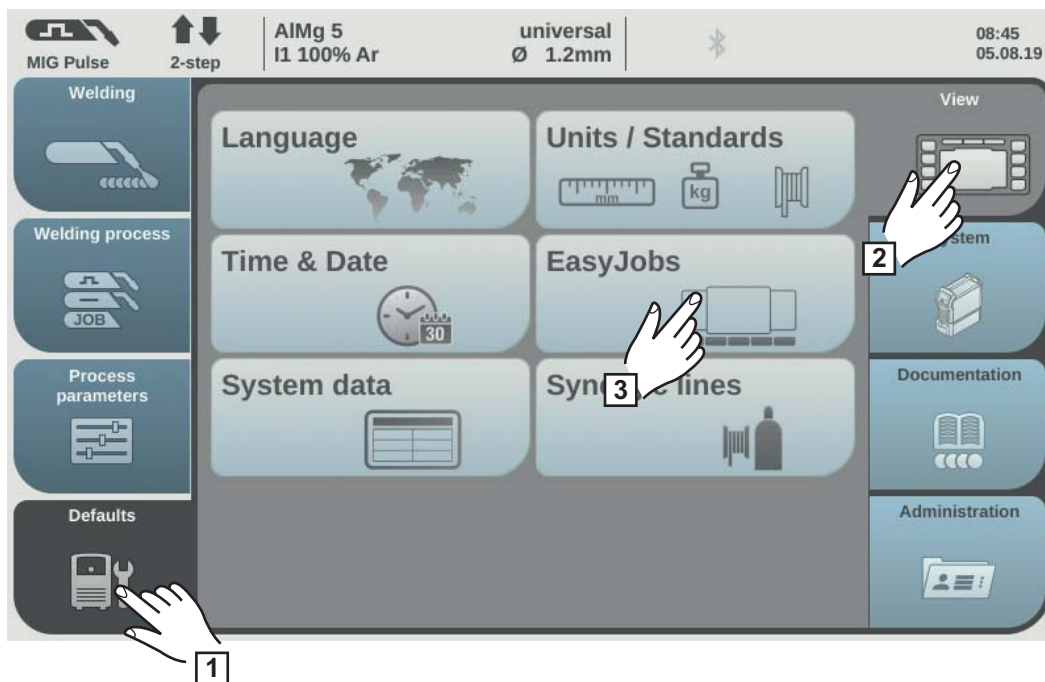 MIG Pulse
2-step
AlMg 5
I1 100% Ar
universal
Ø 1.2mm
08:45
05.08.19
Welding
Welding process
JOB
Process
parameters
Defaults
1
Language
Units / Standards
mm
kg
Time & Date
30
EasyJobs
3
System data
lines
View
2
Documentation
Administration